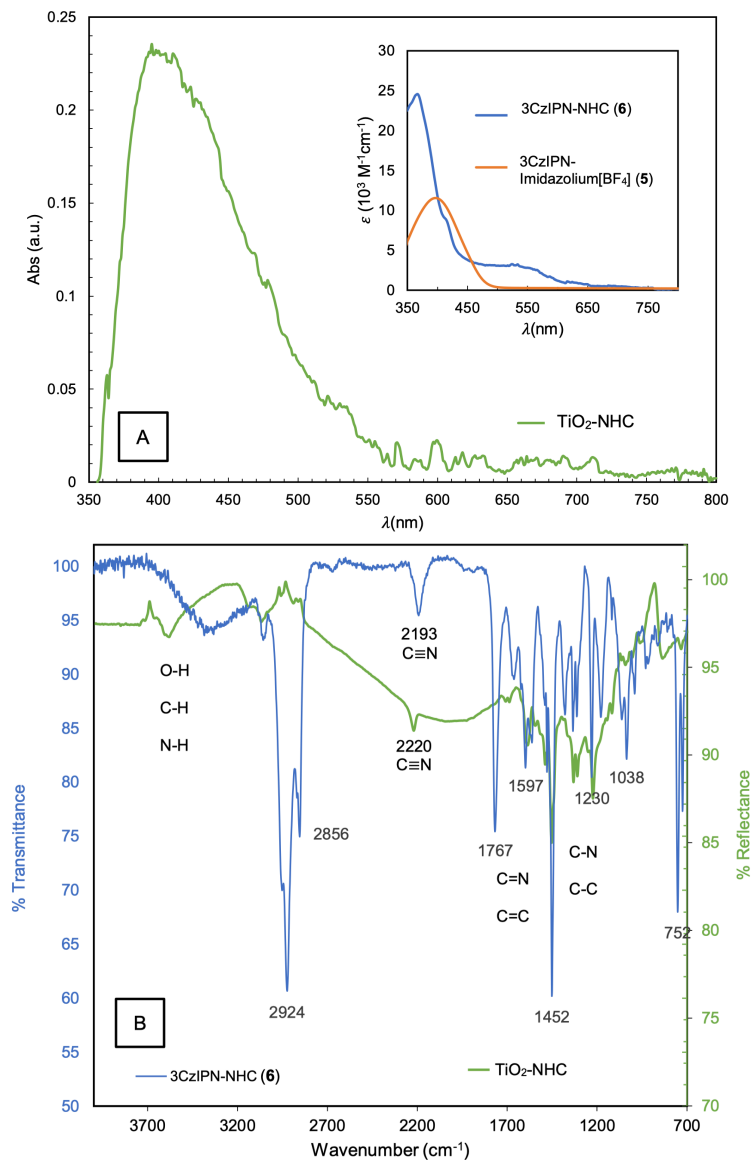 0.25
0.2
0.15
0.1
0.05
0
Abs (a.u.)
350
400
450
500
550
600
650
700
750
800
λ(nm)
A
TiO₂-NHC
30
25
20
15
10
5
0
ε (10³ M⁻¹cm⁻¹)
350
450
550
650
750
λ(nm)
3CzIPN-NHC (6)
3CzIPN-
Imidazolium[BF₄] (5)
100
95
90
85
80
75
70
65
60
55
50
% Transmittance
100
95
90
85
80
75
70
% Reflectance
O-H
C-H
N-H
2193
C≡N
2220
C≡N
2856
2924
1767
C=N
C=C
1597
1452
C-N
C-C
1230
1038
752
B
3CzIPN-NHC (6)
TiO₂-NHC
3700
3200
2700
2200
1700
1200
700
Wavenumber (cm⁻¹)